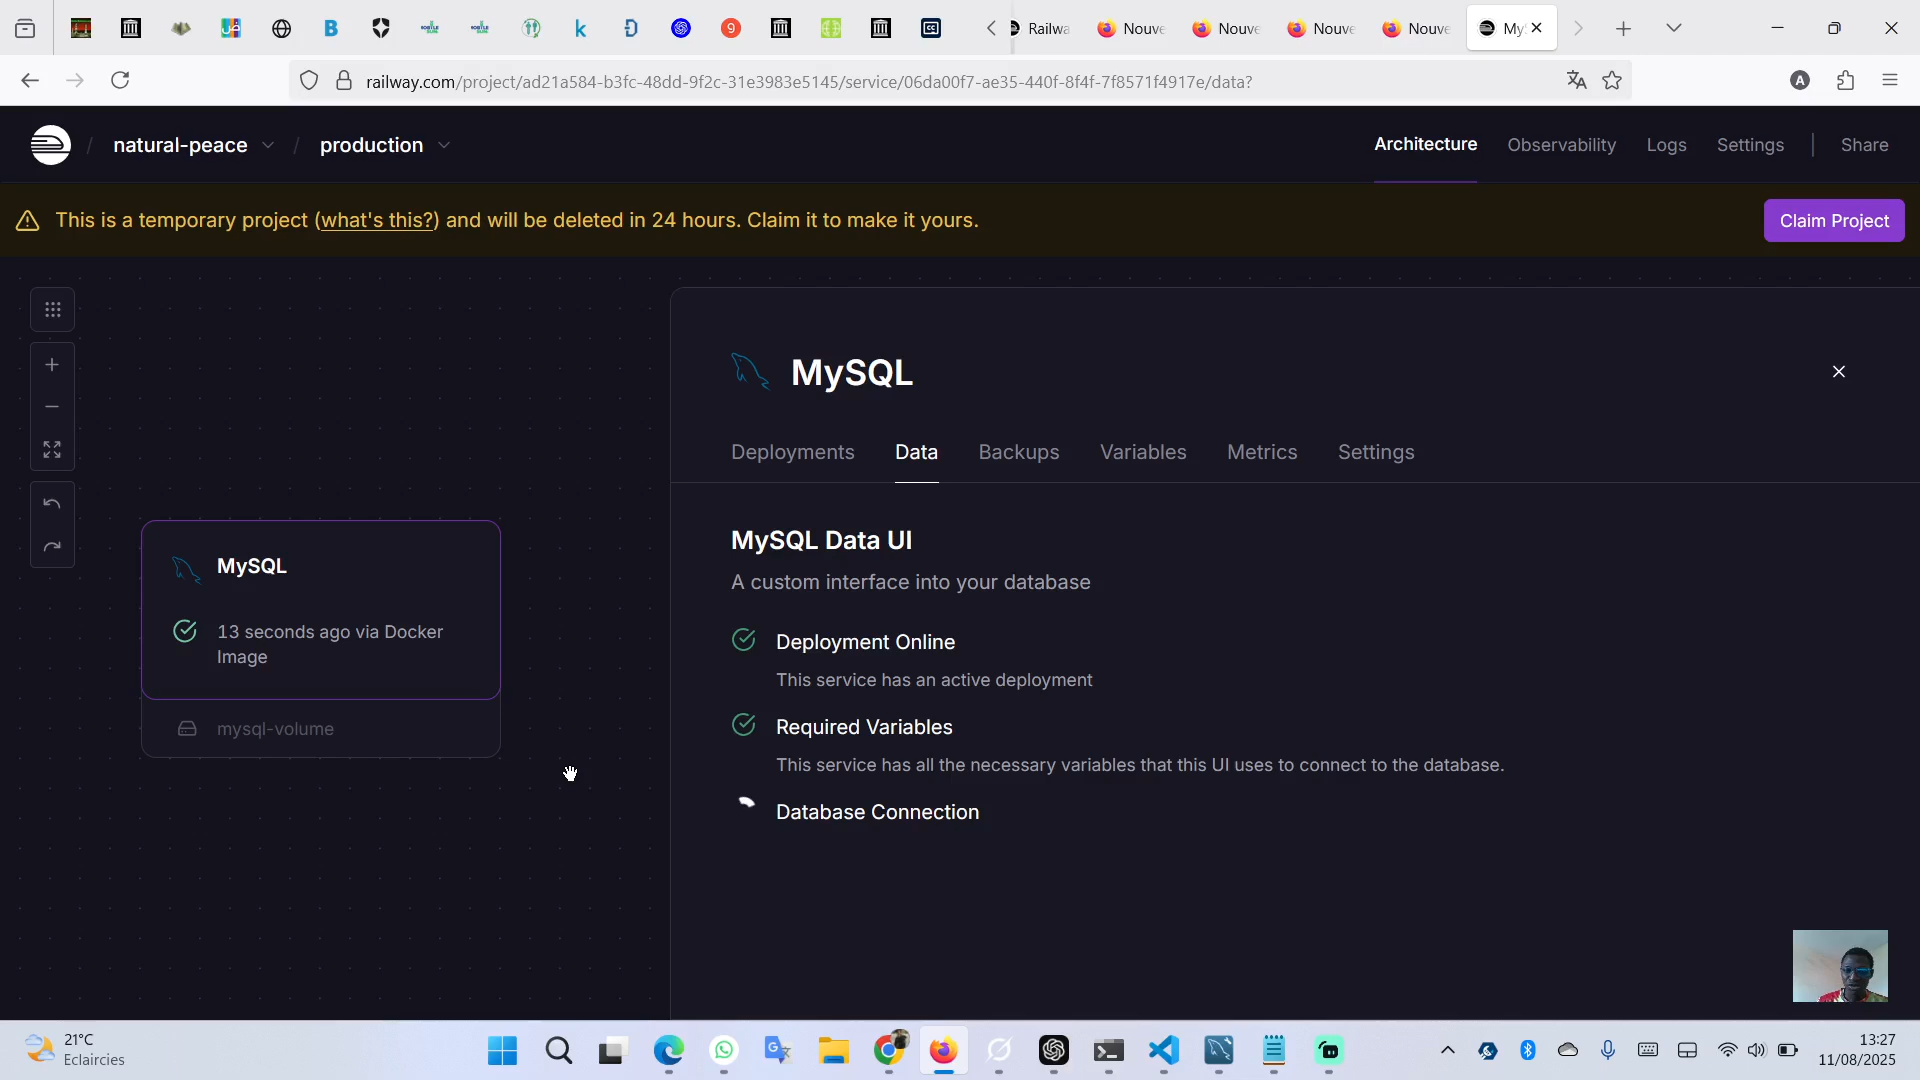 Railwa
Nouve
Nouve
Nouve
Nouve
My
railway.com/project/ad21a584-b3fc-48dd-9f2c-31e3983e5145/service/06da00f7-ae35-440f-8f4f-7f8571f4917e/data?
A
/ natural-peace / production
Architecture
Observability
Logs
Settings
Share
This is a temporary project (what's this?) and will be deleted in 24 hours. Claim it to make it yours.
Claim Project
MySQL
Deployments
Data
Backups
Variables
Metrics
Settings
MySQL Data UI
A custom interface into your database
Deployment Online
This service has an active deployment
Required Variables
This service has all the necessary variables that this UI uses to connect to the database.
Database Connection
MySQL
13 seconds ago via Docker
Image
mysql-volume
21°C
Eclaircies
13:27
11/08/2025